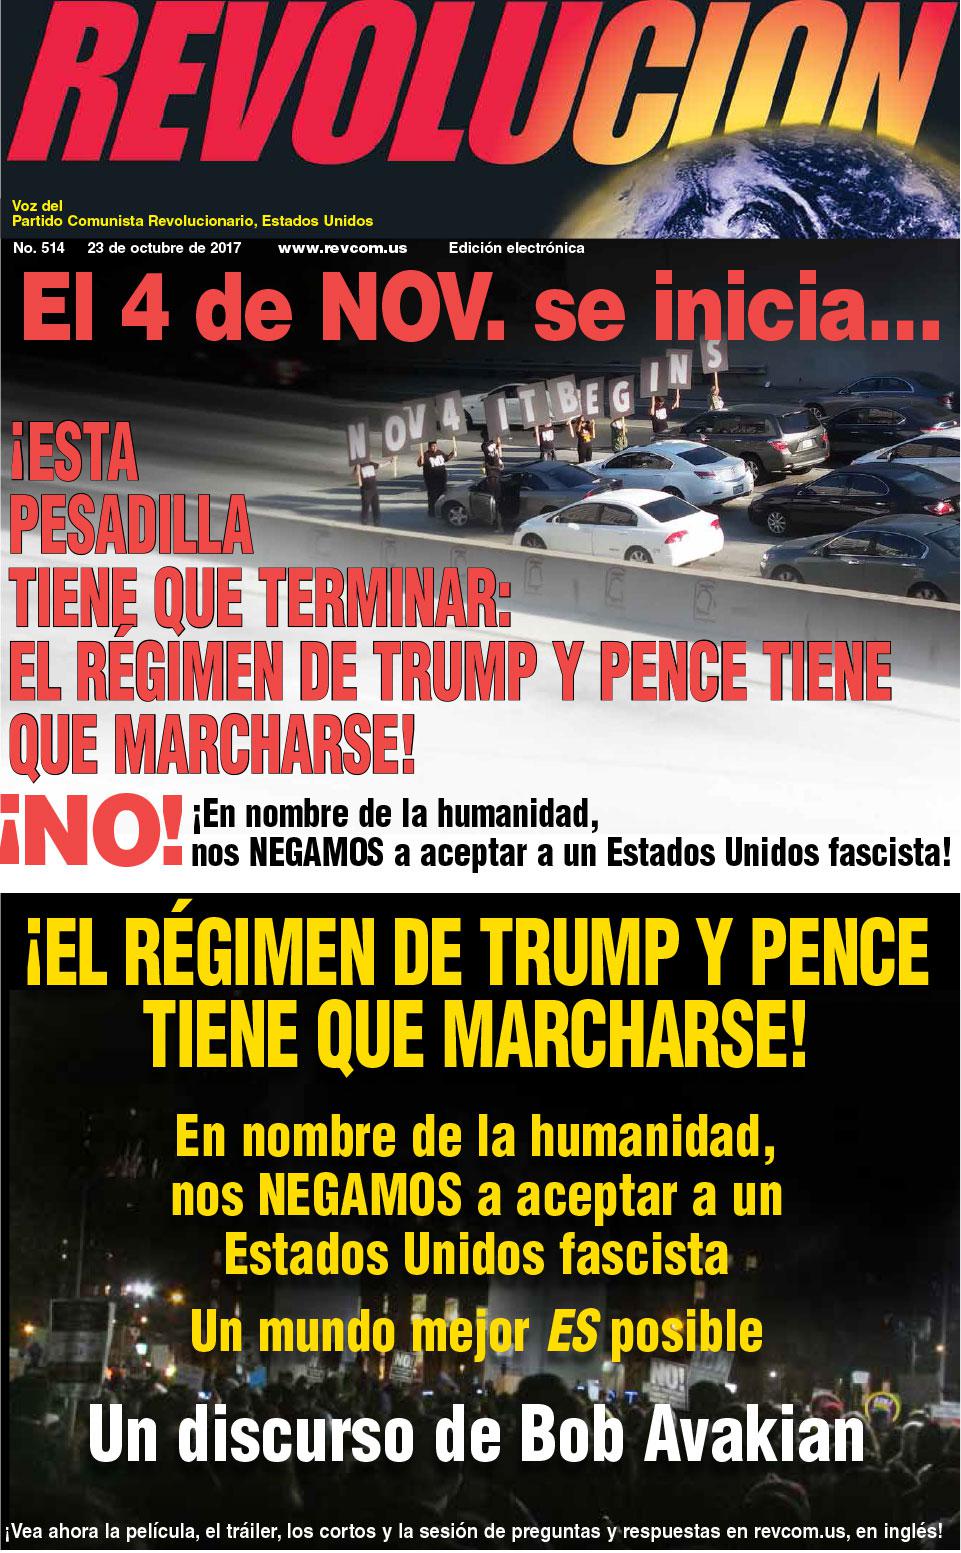 REVOLUCION
Voz del
Partido Comunista Revolucionario, Estados Unidos
No. 514 23 de octubre de 2017 www.revcom.us Edición electrónica
El 4 de NOV. se inicia...
NOV 4 IT BEGINS
¡ESTA
PESADILLA
TIENE QUE TERMINAR:
EL RÉGIMEN DE TRUMP Y PENCE TIENE
QUE MARCHARSE!
¡NO! ¡En nombre de la humanidad,
nos NEGAMOS a aceptar a un Estados Unidos fascista!
¡EL RÉGIMEN DE TRUMP Y PENCE
TIENE QUE MARCHARSE!
En nombre de la humanidad,
nos NEGAMOS a aceptar a un
Estados Unidos fascista
Un mundo mejor ES posible
NO!
NO!
Un discurso de Bob Avakian
¡Vea ahora la película, el tráiler, los cortos y la sesión de preguntas y respuestas en revcom.us, en inglés!